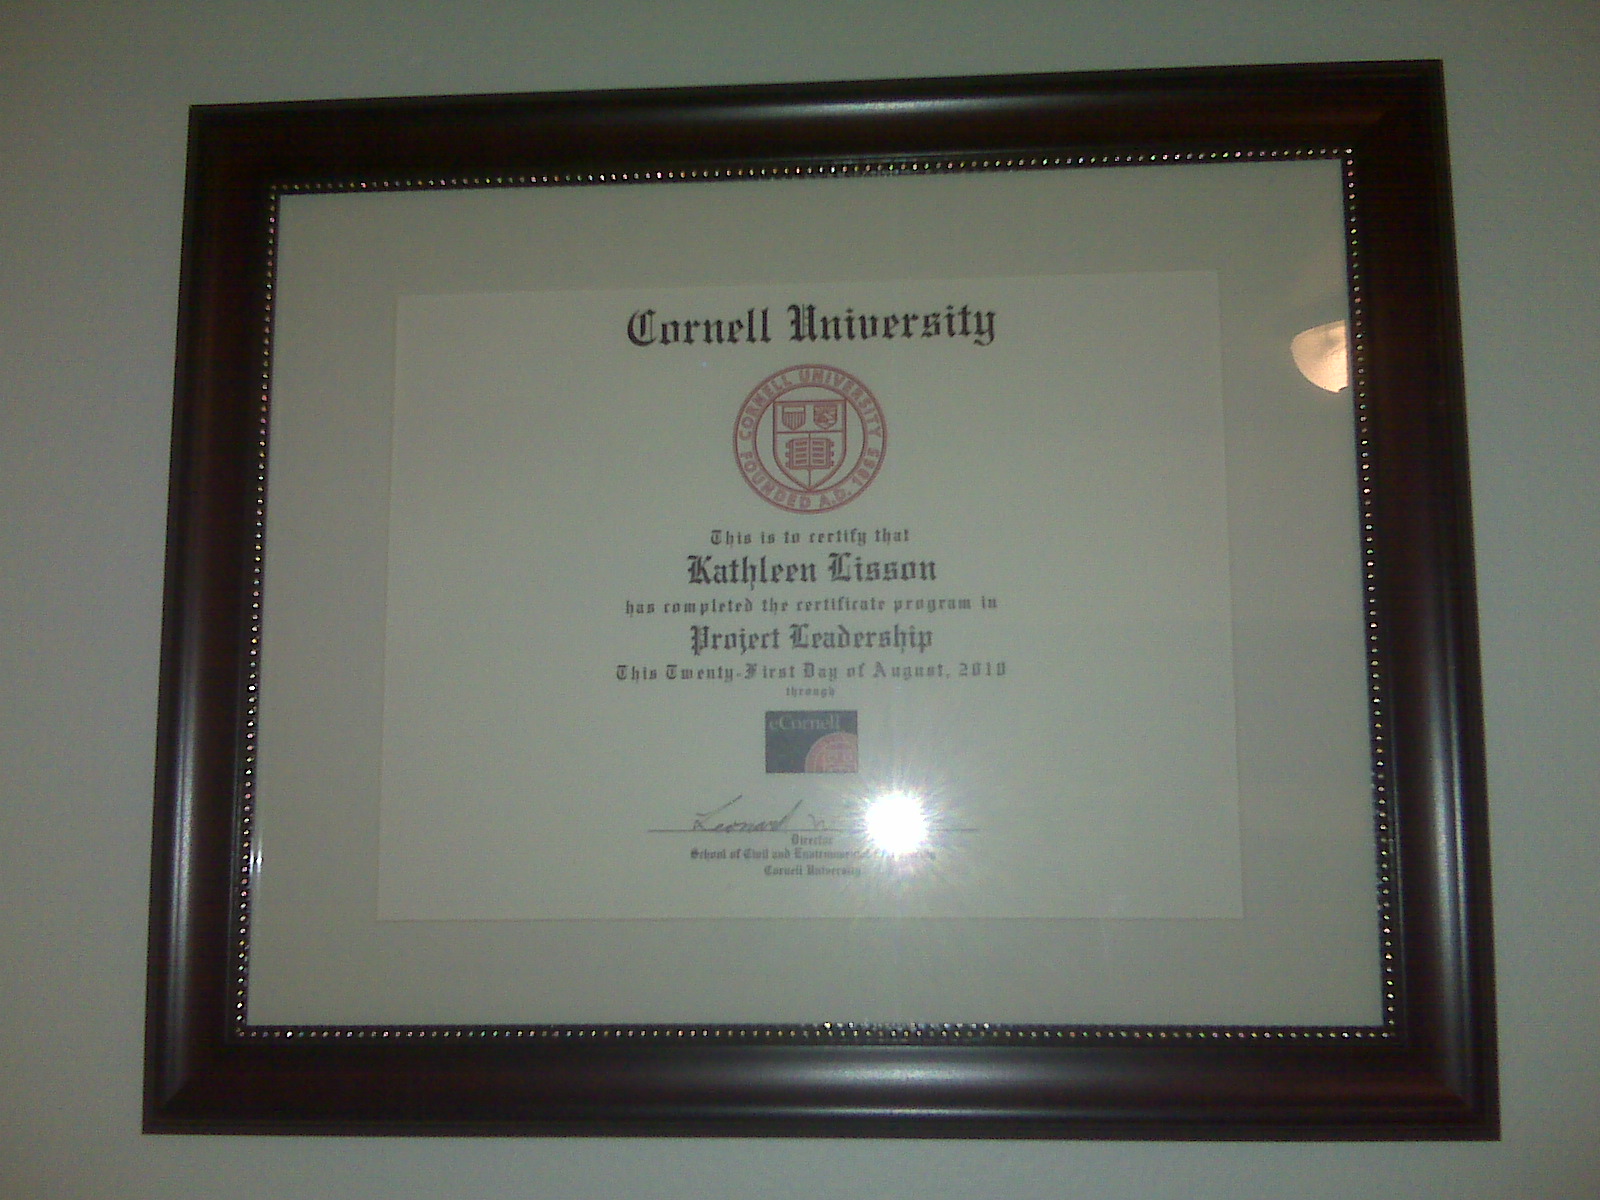 Cornell University
CORNELL UNIVERSITY
FOUNDED A.D. 1865
This is to certify that
Kathleen Lisson
has completed the certificate program in
Project Leadership
This Twenty-First Day of August, 2010
through
eCornell
Leonard
Director
School of Civil and Environmental
Cornell University